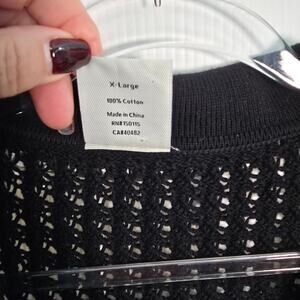 X-Large
100% Cotton
Made in China
RN# 150115
CA#40482